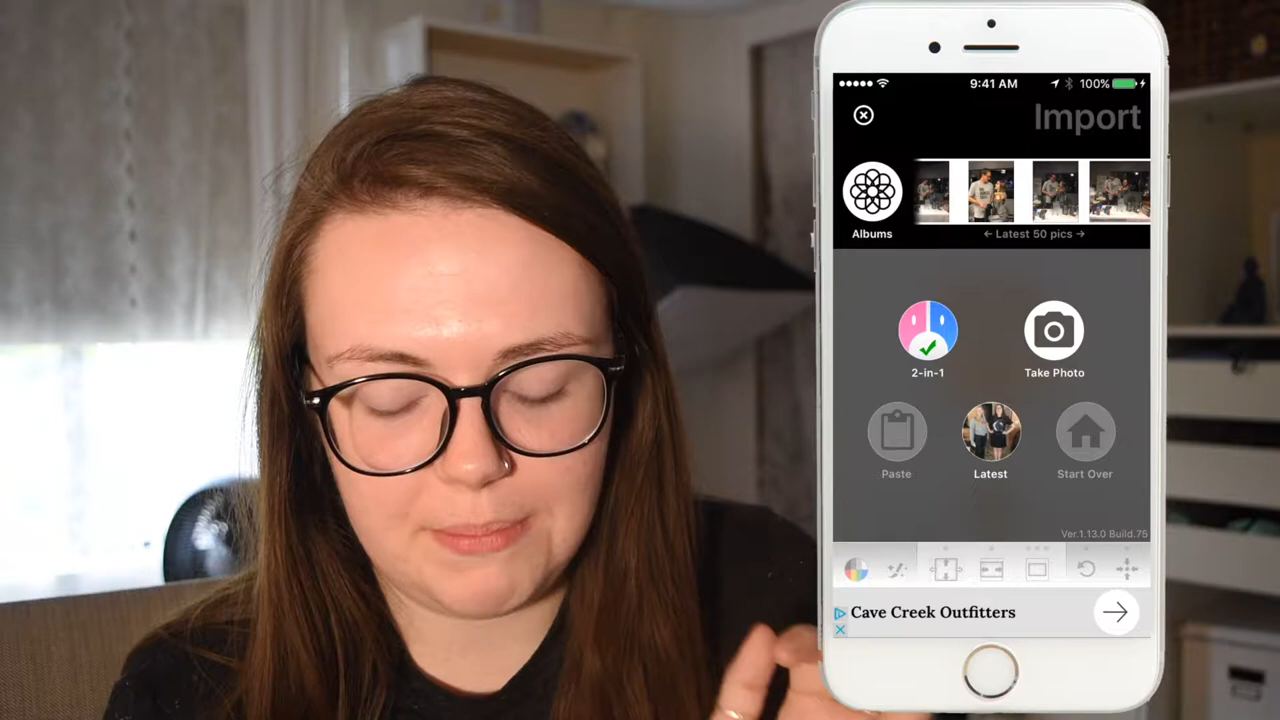 9:41 AM
100%
Import
Albums
← Latest 50 pics →
2-in-1
Take Photo
Paste
Latest
Start Over
Ver.1.13.0 Build.75
Cave Creek Outfitters